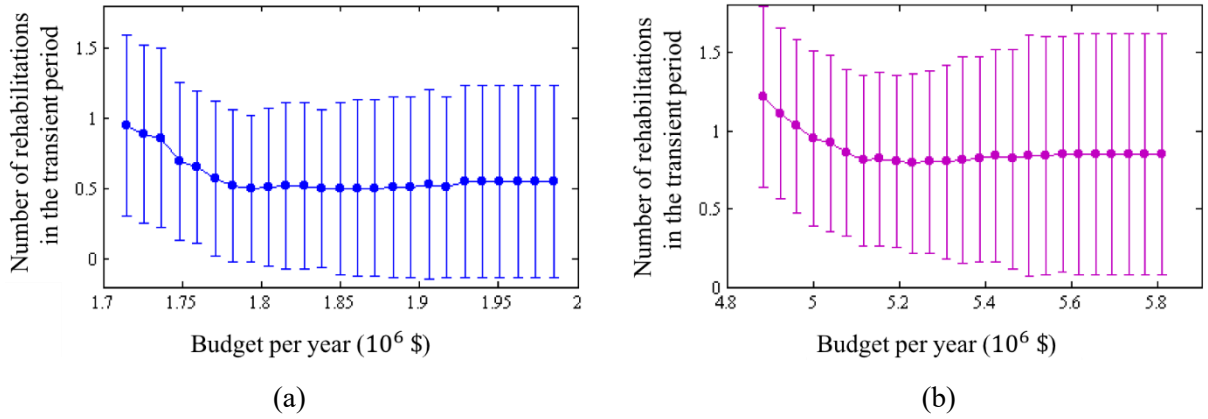 Number of rehabilitations
in the transient period
1.5
1
0.5
0
1.7
1.75
1.8
1.85
1.9
1.95
2
Budget per year (10⁶ $)
(a)
Number of rehabilitations
in the transient period
1.5
1
0.5
0
4.8
5
5.2
5.4
5.6
5.8
Budget per year (10⁶ $)
(b)